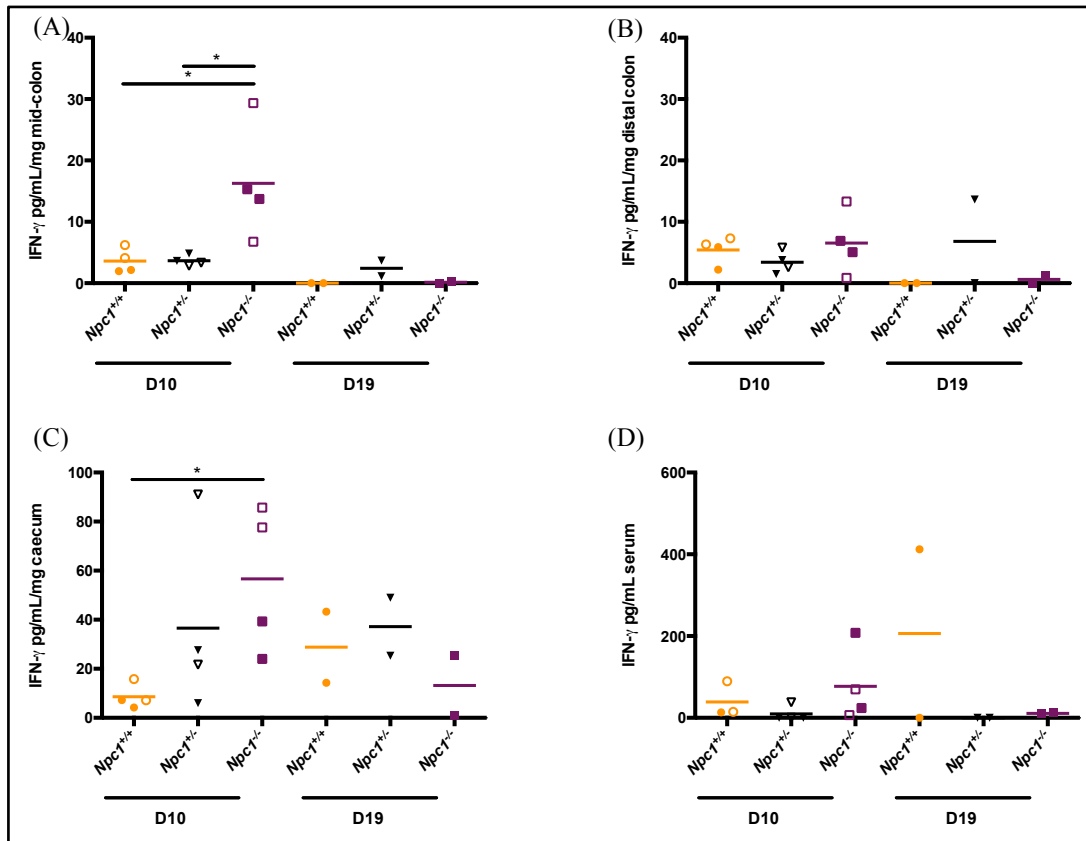 (A)
IFN-γ pg/mL/mg mid-colon
40
30
20
10
0
*
*
Npc1+/+
Npc1+/-
Npc1-/-
Npc1+/+
Npc1+/-
Npc1-/-
D10
D19
(B)
IFN-γ pg/mL/mg distal colon
40
30
20
10
0
Npc1+/+
Npc1+/-
Npc1-/-
Npc1+/+
Npc1+/-
Npc1-/-
D10
D19
(C)
IFN-γ pg/mL/mg caecum
100
80
60
40
20
0
*
Npc1+/+
Npc1+/-
Npc1-/-
Npc1+/+
Npc1+/-
Npc1-/-
D10
D19
(D)
IFN-γ pg/mL serum
600
400
200
0
Npc1+/+
Npc1+/-
Npc1-/-
Npc1+/+
Npc1+/-
Npc1-/-
D10
D19